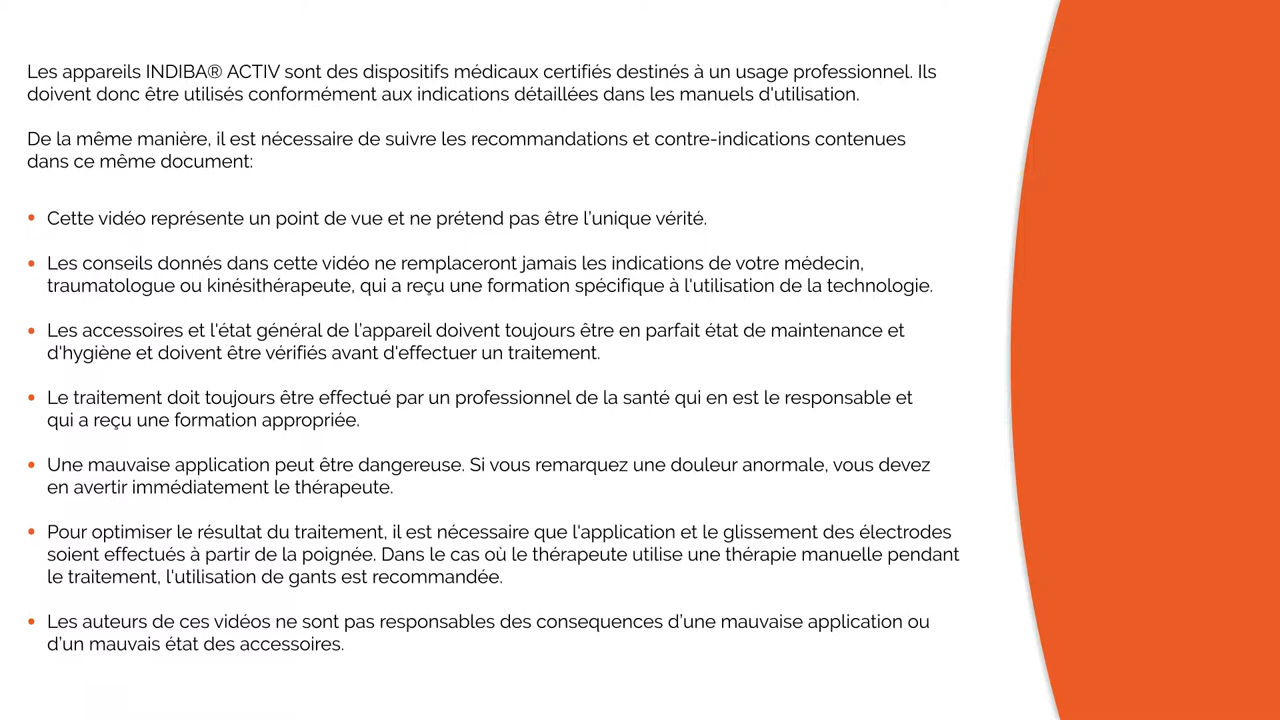 Les appareils INDIBA® ACTIV sont des dispositifs médicaux certifiés destinés à un usage professionnel. Ils
doivent donc être utilisés conformément aux indications détaillées dans les manuels d'utilisation.
De la même manière, il est nécessaire de suivre les recommandations et contre-indications contenues
dans ce même document:
• Cette vidéo représente un point de vue et ne prétend pas être l'unique vérité.
• Les conseils donnés dans cette vidéo ne remplaceront jamais les indications de votre médecin,
traumatologue ou kinésithérapeute, qui a reçu une formation spécifique à l'utilisation de la technologie.
• Les accessoires et l'état général de l'appareil doivent toujours être en parfait état de maintenance et
d'hygiène et doivent être vérifiés avant d'effectuer un traitement.
• Le traitement doit toujours être effectué par un professionnel de la santé qui en est le responsable et
qui a reçu une formation appropriée.
• Une mauvaise application peut être dangereuse. Si vous remarquez une douleur anormale, vous devez
en avertir immédiatement le thérapeute.
• Pour optimiser le résultat du traitement, il est nécessaire que l'application et le glissement des électrodes
soient effectués à partir de la poignée. Dans le cas où le thérapeute utilise une thérapie manuelle pendant
le traitement, l'utilisation de gants est recommandée.
• Les auteurs de ces vidéos ne sont pas responsables des consequences d'une mauvaise application ou
d'un mauvais état des accessoires.